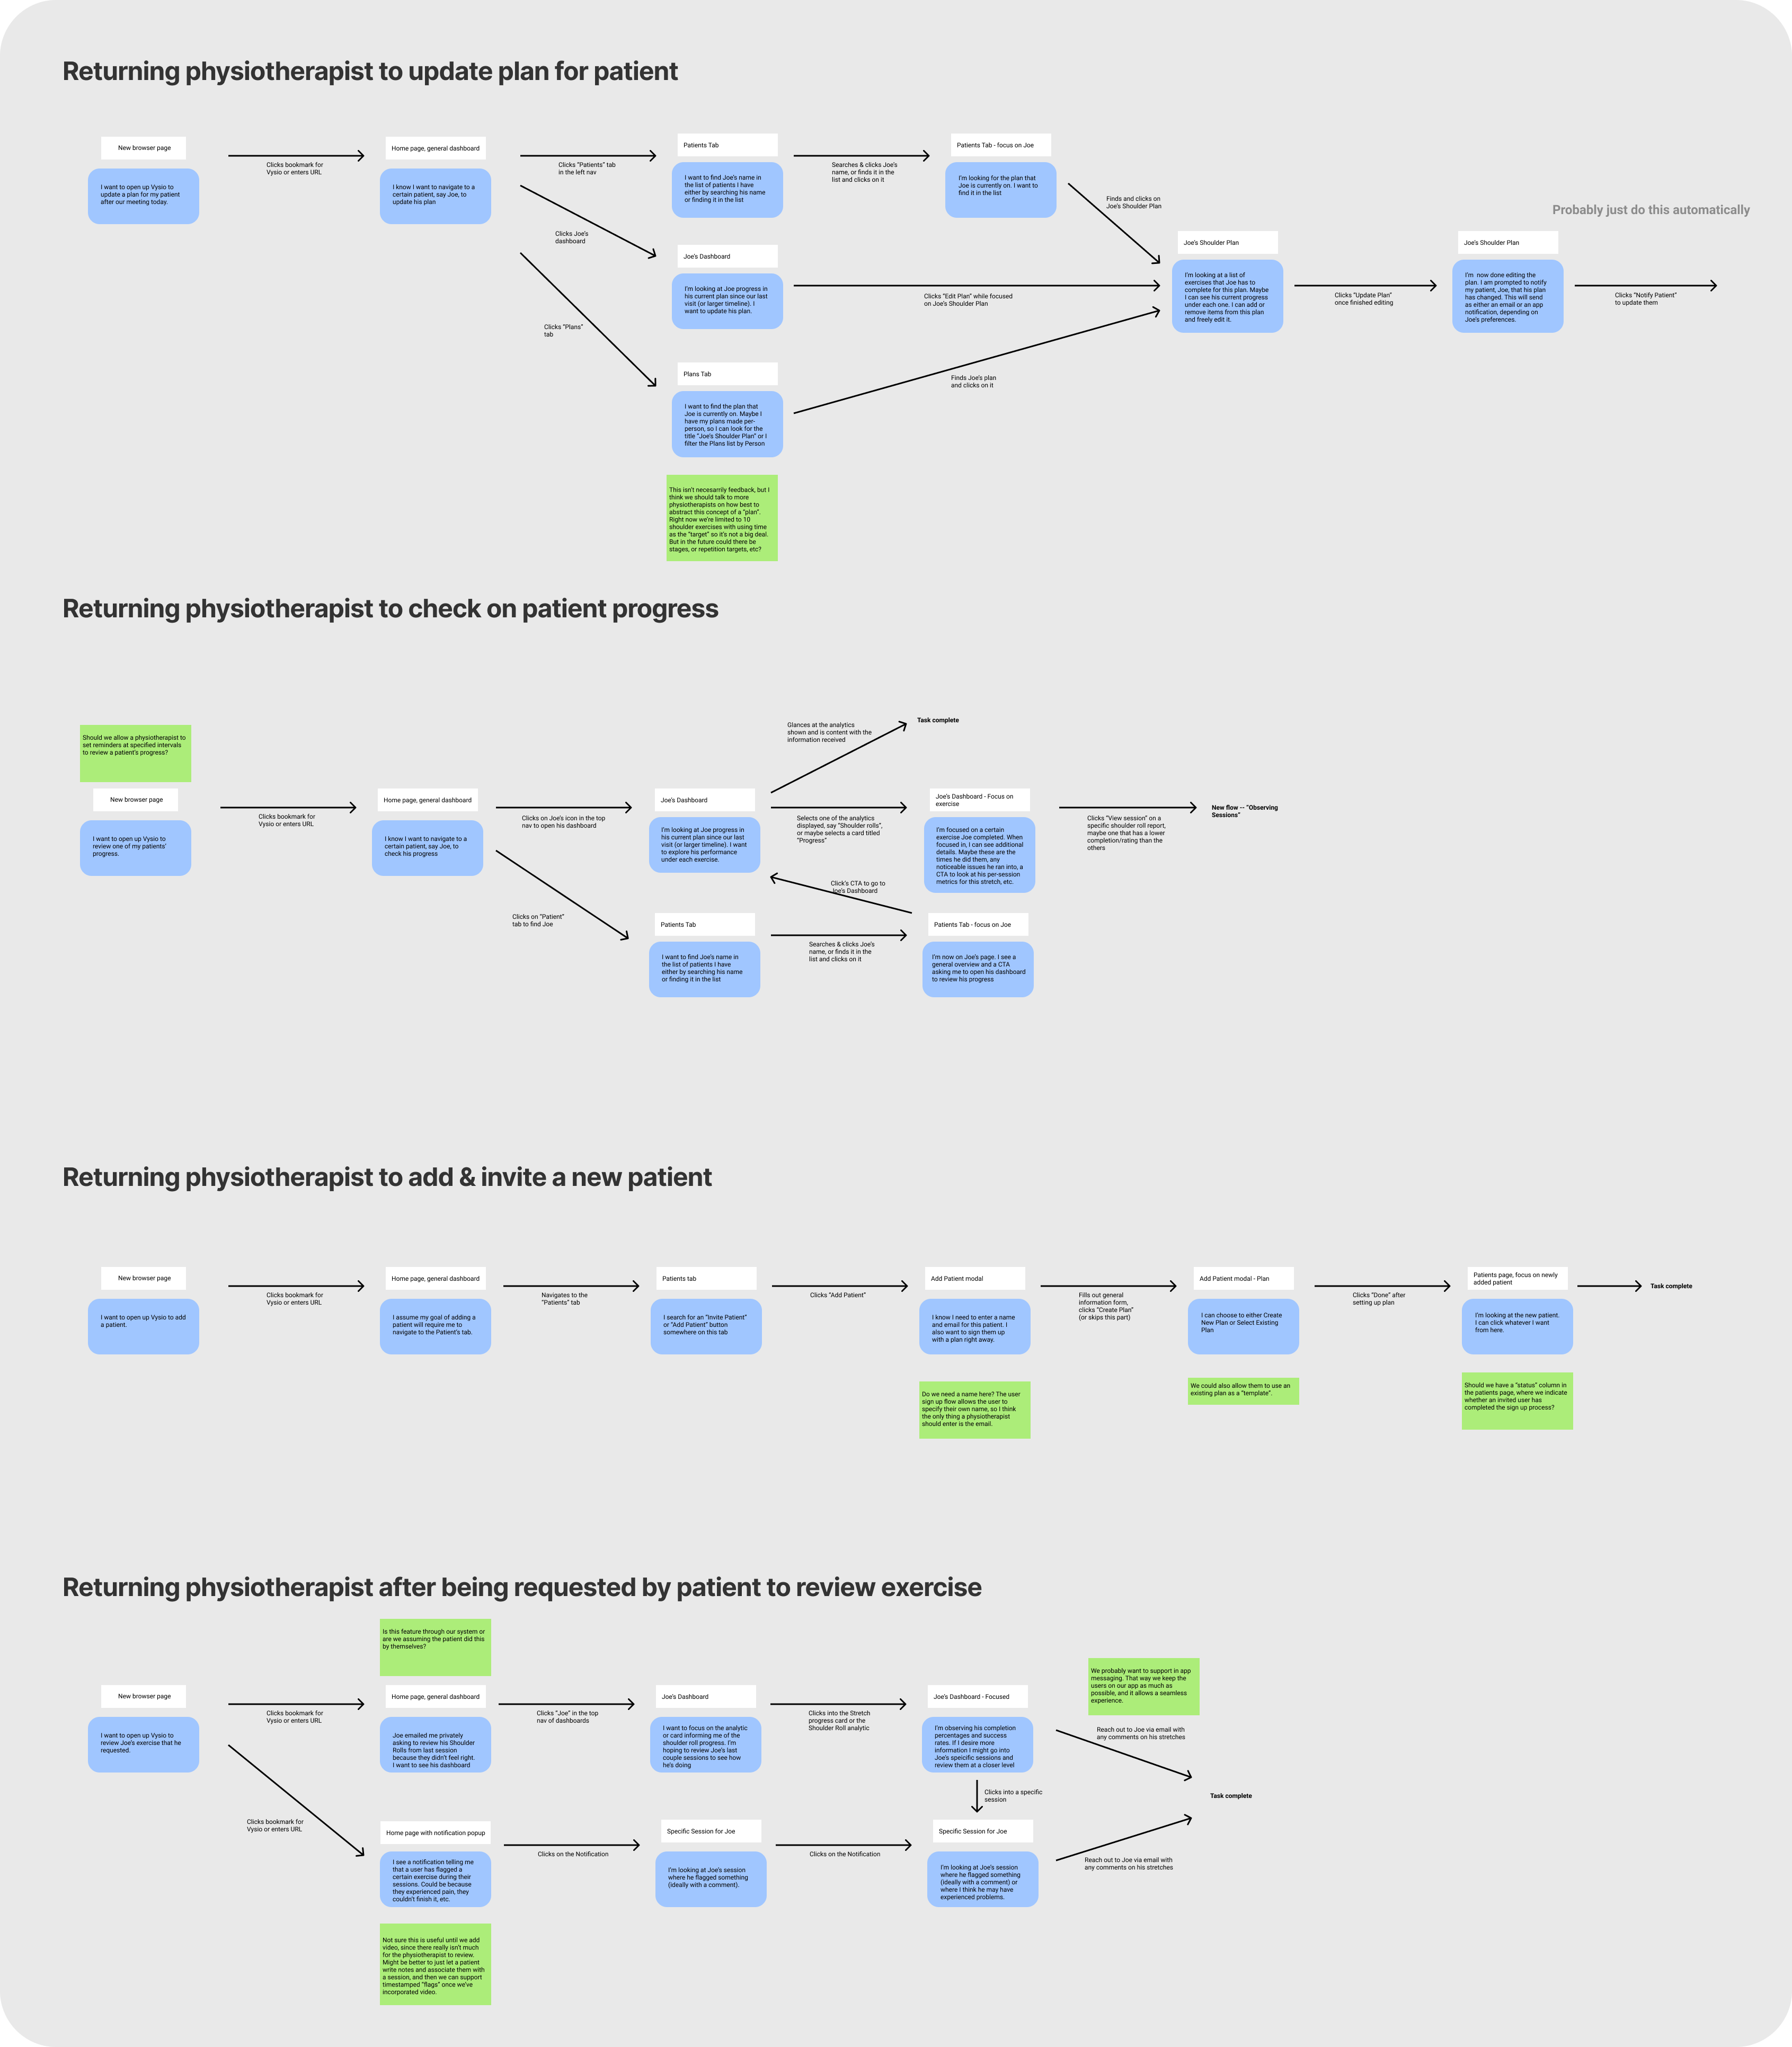 Returning physiotherapist to update plan for patient
New browser page
I want to open up Vysio to
update a plan for my patient
after our meeting today.
Clicks bookmark for
Vysio or enters URL
Home page, general dashboard
I know I want to navigate to a
certain patient, say Joe, to
update his plan
Clicks "Patients" tab
in the left nav
Clicks Joe's
dashboard
Clicks "Plans"
tab
Patients Tab
I want to find Joe's name in
the list of patients I have
either by searching his name
or finding it in the list
Searches & clicks Joe's
name, or finds it in the
list and clicks on it
Patients Tab - focus on Joe
I'm looking for the plan that
Joe is currently on. I want to
find it in the list
Finds and clicks on
Joe's Shoulder Plan
Joe's Dashboard
I'm looking at Joe progress in
his current plan since our last
visit (or larger timeline). I
want to update his plan.
Clicks "Edit Plan" while focused
on Joe's Shoulder Plan
Plans Tab
I want to find the plan that
Joe is currently on. Maybe I
have my plans made per-
person, so I can look for the
title "Joe's Shoulder Plan" or I
filter the Plans list by Person
Finds Joe's plan
and clicks on it
This isn't necesarrily feedback, but I
think we should talk to more
physiotherapists on how best to
abstract this concept of a "plan".
Right now we're limited to 10
shoulder exercises with using time
as the "target" so it's not a big deal.
But in the future could there be
stages, or repetition targets, etc?
Joe's Shoulder Plan
I'm looking at a list of
exercises that Joe has to
complete for this plan. Maybe
I can see his current progress
under each one. I can add or
remove items from this plan
and freely edit it.
Clicks "Update Plan"
once finished editing
Probably just do this automatically
Joe's Shoulder Plan
I'm  now done editing the
plan. I am prompted to notify
my patient, Joe, that his plan
has changed. This will send
as either an email or an app
notification, depending on
Joe's preferences.
Clicks "Notify Patient"
to update them
Returning physiotherapist to check on patient progress
Should we allow a physiotherapist to
set reminders at specified intervals
to review a patient's progress?
New browser page
I want to open up Vysio to
review one of my patients'
progress.
Clicks bookmark for
Vysio or enters URL
Home page, general dashboard
I know I want to navigate to a
certain patient, say Joe, to
check his progress
Clicks on Joe's icon in the top
nav to open his dashboard
Clicks on "Patient"
tab to find Joe
Joe's Dashboard
I'm looking at Joe progress in
his current plan since our last
visit (or larger timeline). I want
to explore his performance
under each exercise.
Glances at the analytics
shown and is content with the
information received
Task complete
Selects one of the analytics
displayed, say "Shoulder rolls",
or maybe selects a card titled
"Progress"
Joe's Dashboard - Focus on
exercise
I'm focused on a certain
exercise Joe completed. When
focused in, I can see additional
details. Maybe these are the
times he did them, any
noticeable issues he ran into, a
CTA to look at his per-session
metrics for this stretch, etc.
Clicks "View session" on a
specific shoulder roll report,
maybe one that has a lower
completion/rating than the
others
New flow -- "Observing
Sessions"
Click's CTA to go to
Joe's Dashboard
Patients Tab
I want to find Joe's name in
the list of patients I have
either by searching his name
or finding it in the list
Searches & clicks Joe's
name, or finds it in the
list and clicks on it
Patients Tab - focus on Joe
I'm now on Joe's page. I see a
general overview and a CTA
asking me to open his dashboard
to review his progress
Returning physiotherapist to add & invite a new patient
New browser page
I want to open up Vysio to add
a patient.
Clicks bookmark for
Vysio or enters URL
Home page, general dashboard
I assume my goal of adding a
patient will require me to
navigate to the Patient's tab.
Navigates to the
"Patients" tab
Patients tab
I search for an "Invite Patient"
or "Add Patient" button
somewhere on this tab
Clicks "Add Patient"
Add Patient modal
I know I need to enter a name
and email for this patient. I
also want to sign them up
with a plan right away.
Do we need a name here? The user
sign up flow allows the user to
specify their own name, so I think
the only thing a physiotherapist
should enter is the email.
Fills out general
information form,
clicks "Create Plan"
(or skips this part)
Add Patient modal - Plan
I can choose to either Create
New Plan or Select Existing
Plan
We could also allow them to use an
existing plan as a "template".
Clicks "Done" after
setting up plan
Patients page, focus on newly
added patient
I'm looking at the new patient.
I can click whatever I want
from here.
Should we have a "status" column in
the patients page, where we indicate
whether an invited user has
completed the sign up process?
Task complete
Returning physiotherapist after being requested by patient to review exercise
Is this feature through our system or
are we assuming the patient did this
by themselves?
New browser page
I want to open up Vysio to
review Joe's exercise that he
requested.
Clicks bookmark for
Vysio or enters URL
Home page, general dashboard
Joe emailed me privately
asking to review his Shoulder
Rolls from last session
because they didn't feel right.
I want to see his dashboard
Clicks "Joe" in the top
nav of dashboards
Joe's Dashboard
I want to focus on the analytic
or card informing me of the
shoulder roll progress. I'm
hoping to review Joe's last
couple sessions to see how
he's doing
Clicks into the Stretch
progress card or the
Shoulder Roll analytic
Joe's Dashboard - Focused
I'm observing his completion
percentages and success
rates. If I desire more
information I might go into
Joe's speicific sessions and
review them at a closer level
We probably want to support in app
messaging. That way we keep the
users on our app as much as
possible, and it allows a seamless
experience.
Reach out to Joe via email with
any comments on his stretches
Clicks into a specific
session
Task complete
Clicks bookmark for
Vysio or enters URL
Home page with notification popup
I see a notification telling me
that a user has flagged a
certain exercise during their
sessions. Could be because
they experienced pain, they
couldn't finish it, etc.
Clicks on the Notification
Specific Session for Joe
I'm looking at Joe's session
where he flagged something
(ideally with a comment).
Clicks on the Notification
Specific Session for Joe
I'm looking at Joe's session
where he flagged something
(ideally with a comment) or
where I think he may have
experienced problems.
Reach out to Joe via email with
any comments on his stretches
Not sure this is useful until we add
video, since there really isn't much
for the physiotherapist to review.
Might be better to just let a patient
write notes and associate them with
a session, and then we can support
timestamped "flags" once we've
incorporated video.